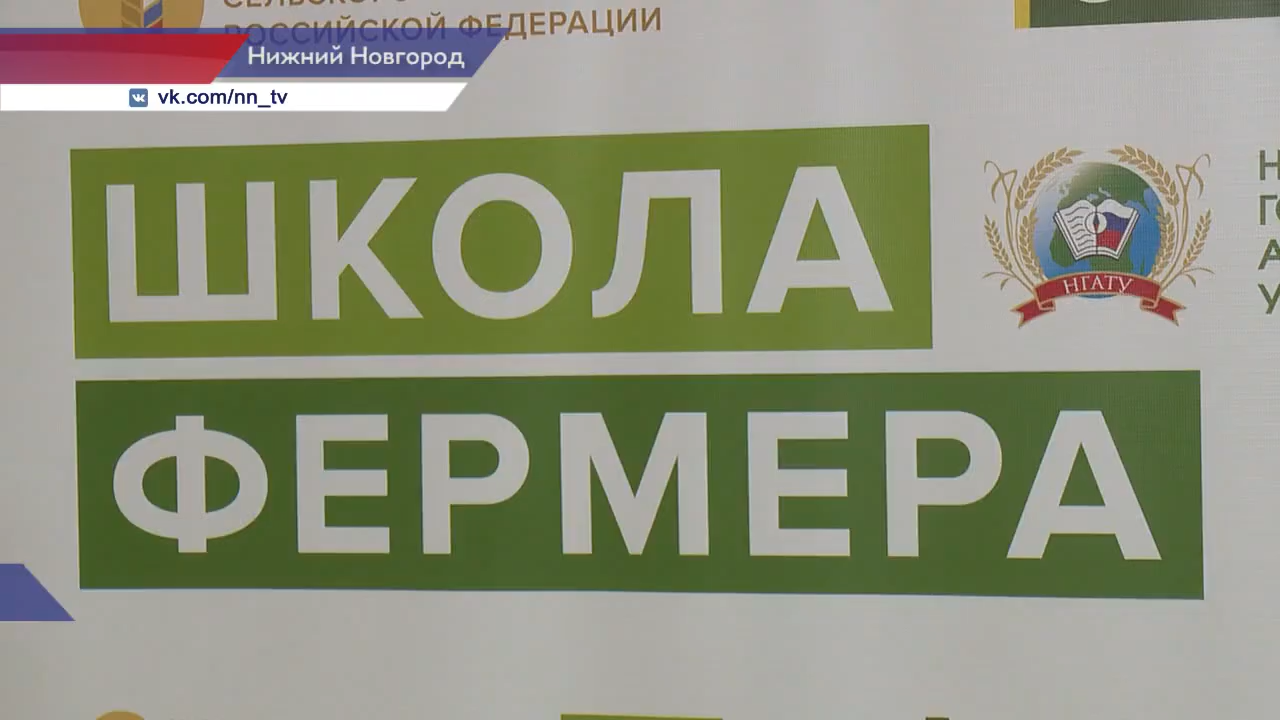 РОССИЙСКОЙ ФЕДЕРАЦИИ
Нижний Новгород
vk.com/nn_tv
ШКОЛА
ФЕРМЕРА
НГАТУ